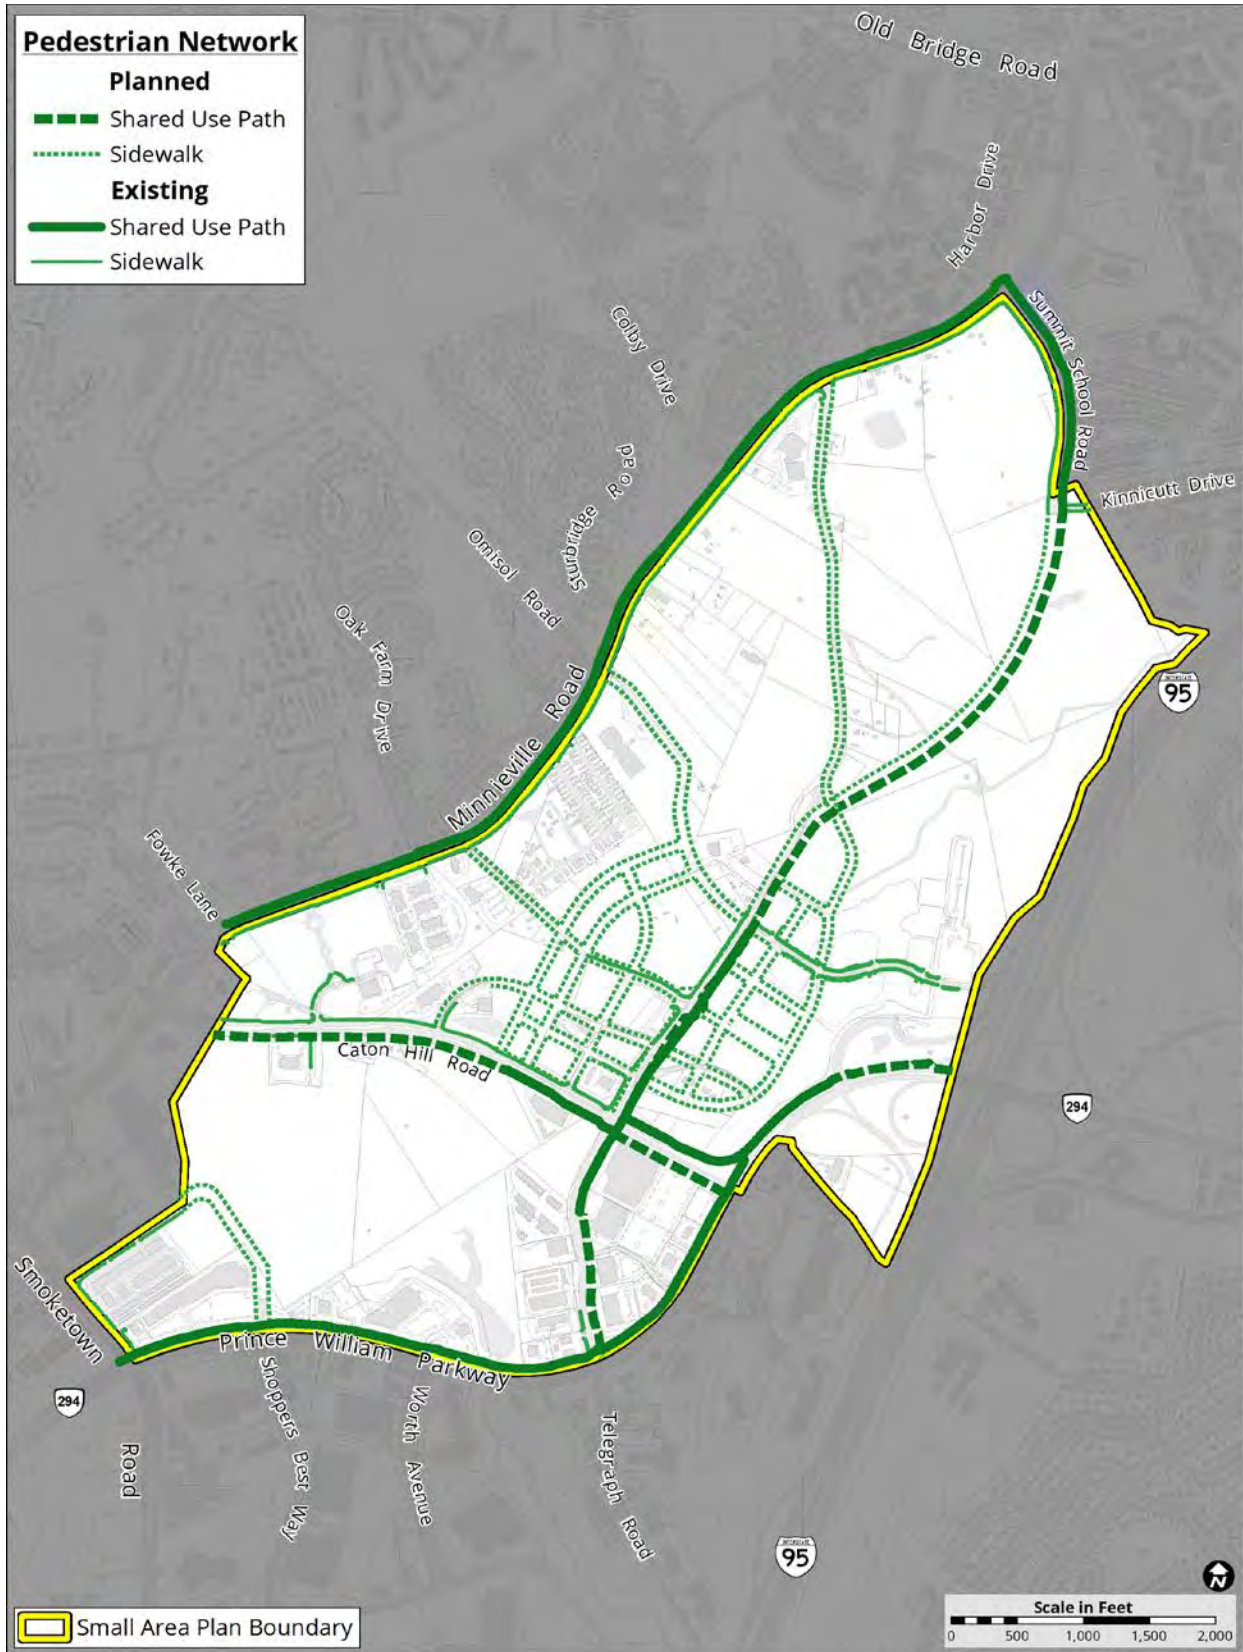 Pedestrian Network
Planned
Shared Use Path
Sidewalk
Existing
Shared Use Path
Sidewalk
Old Bridge Road
Harbor Drive
Summit School Road
Colby Drive
Kinnicutt Drive
Sturbridge Road
Omisol Road
Oak Farm Drive
INTERSTATE
95
Minnieville Road
Fowke Lane
Caton Hill Road
294
Smoketown Road
Prince William Parkway
294
Shoppers Best Way
Worth Avenue
Telegraph Road
INTERSTATE
95
N
Small Area Plan Boundary
Scale in Feet
0 500 1,000 1,500 2,000